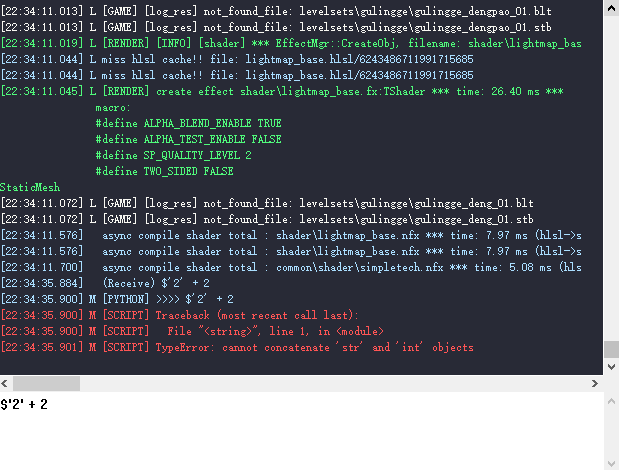 [22:34:11.013] L [GAME] [log_res] not_found_file: levelsets\gulingge\gulingge_dengpao_01.blt
[22:34:11.013] L [GAME] [log_res] not_found_file: levelsets\gulingge\gulingge_dengpao_01.stb
[22:34:11.019] L [RENDER] [INFO] [shader] *** EffectMgr::CreateObj, filename: shader\lightmap_bas
[22:34:11.044] L miss hlsl cache!! file: lightmap_base.hlsl/6243486711991715685
[22:34:11.044] L miss hlsl cache!! file: lightmap_base.hlsl/6243486711991715685
[22:34:11.045] L [RENDER] create effect shader\lightmap_base.fx:TShader *** time: 26.40 ms ***
macro:
#define ALPHA_BLEND_ENABLE TRUE
#define ALPHA_TEST_ENABLE FALSE
#define SP_QUALITY_LEVEL 2
#define TWO_SIDED FALSE
StaticMesh
[22:34:11.072] L [GAME] [log_res] not_found_file: levelsets\gulingge\gulingge_deng_01.blt
[22:34:11.072] L [GAME] [log_res] not_found_file: levelsets\gulingge\gulingge_deng_01.stb
[22:34:11.576] async compile shader total : shader\lightmap_base.nfx *** time: 7.97 ms (hlsl->s
[22:34:11.576] async compile shader total : shader\lightmap_base.nfx *** time: 7.97 ms (hlsl->s
[22:34:11.700] async compile shader total : common\shader\simpletech.nfx *** time: 5.08 ms (hls
[22:34:35.884] (Receive) $'2' + 2
[22:34:35.900] M [PYTHON] >>>> $'2' + 2
[22:34:35.900] M [SCRIPT] Traceback (most recent call last):
[22:34:35.900] M [SCRIPT] File "<string>", line 1, in <module>
[22:34:35.901] M [SCRIPT] TypeError: cannot concatenate 'str' and 'int' objects
$'2' + 2